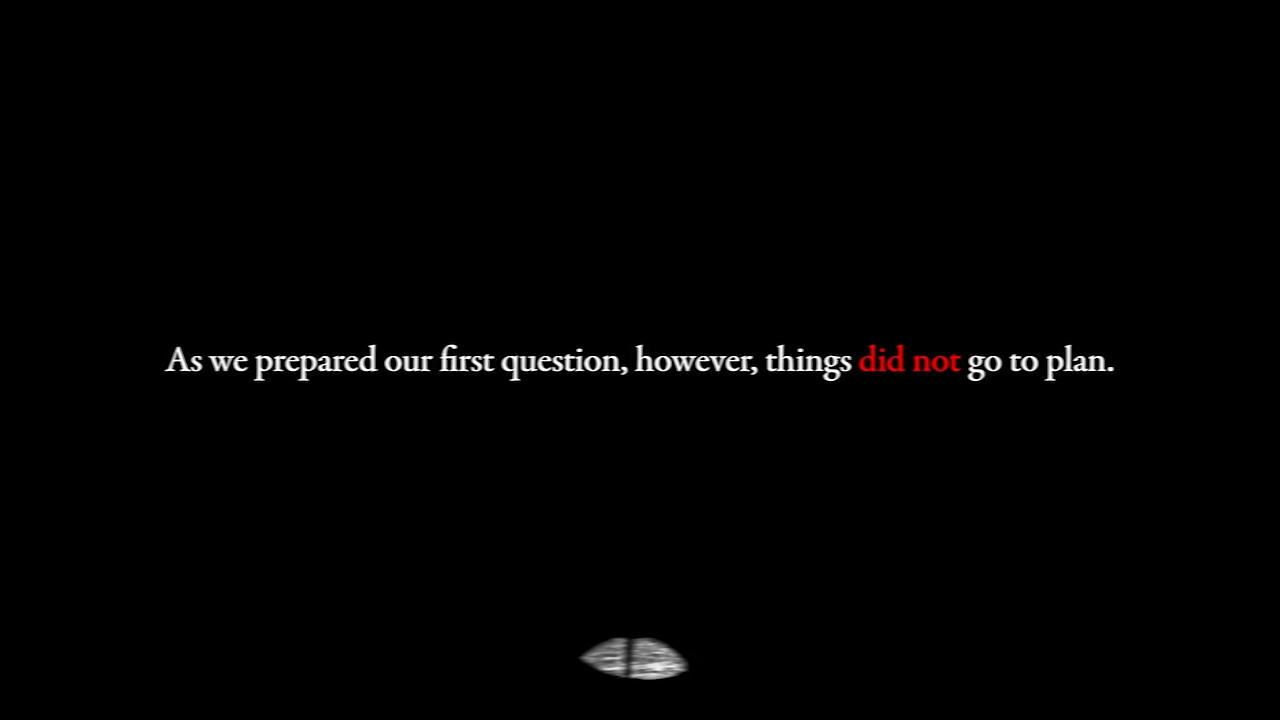 As we prepared our first question, however, things did not go to plan.